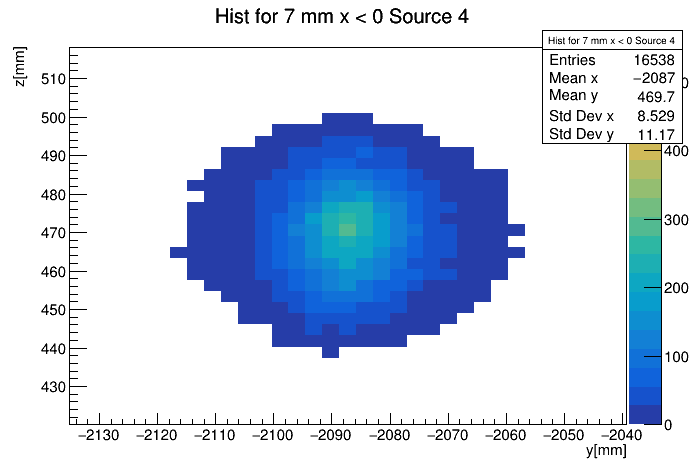 Hist for 7 mm x < 0 Source 4
Hist for 7 mm x < 0 Source 4
Entries 16538
Mean x −2087
Mean y 469.7
Std Dev x 8.529
Std Dev y 11.17
z[mm]
510
500
490
480
470
460
450
440
430
400
300
200
100
0
−2130 −2120 −2110 −2100 −2090 −2080 −2070 −2060 −2050 −2040
y[mm]